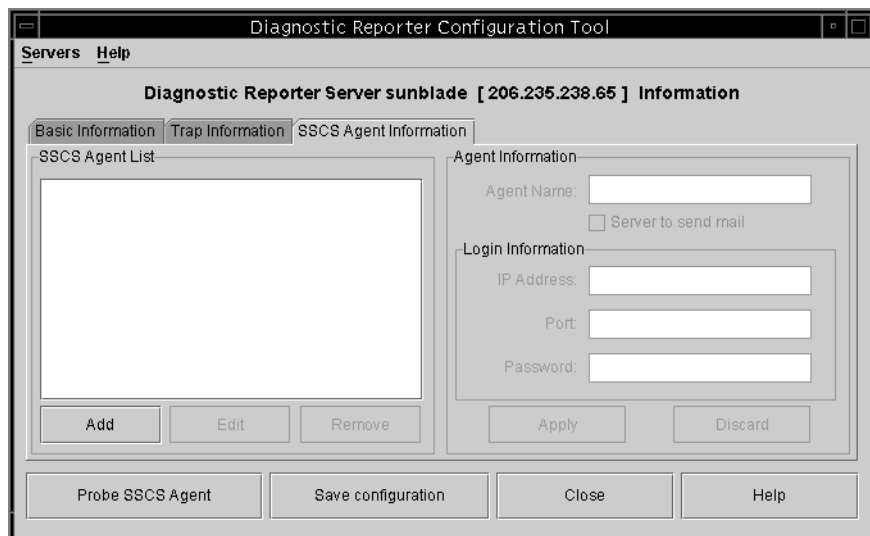 Diagnostic Reporter Configuration Tool
Servers Help
Diagnostic Reporter Server sunblade [ 206.235.238.65 ] Information
Basic Information Trap Information SSCS Agent Information
SSCS Agent List
Agent Information
Agent Name:
Server to send mail
Login Information
IP Address:
Port:
Password:
Add Edit Remove
Apply Discard
Probe SSCS Agent Save configuration Close Help